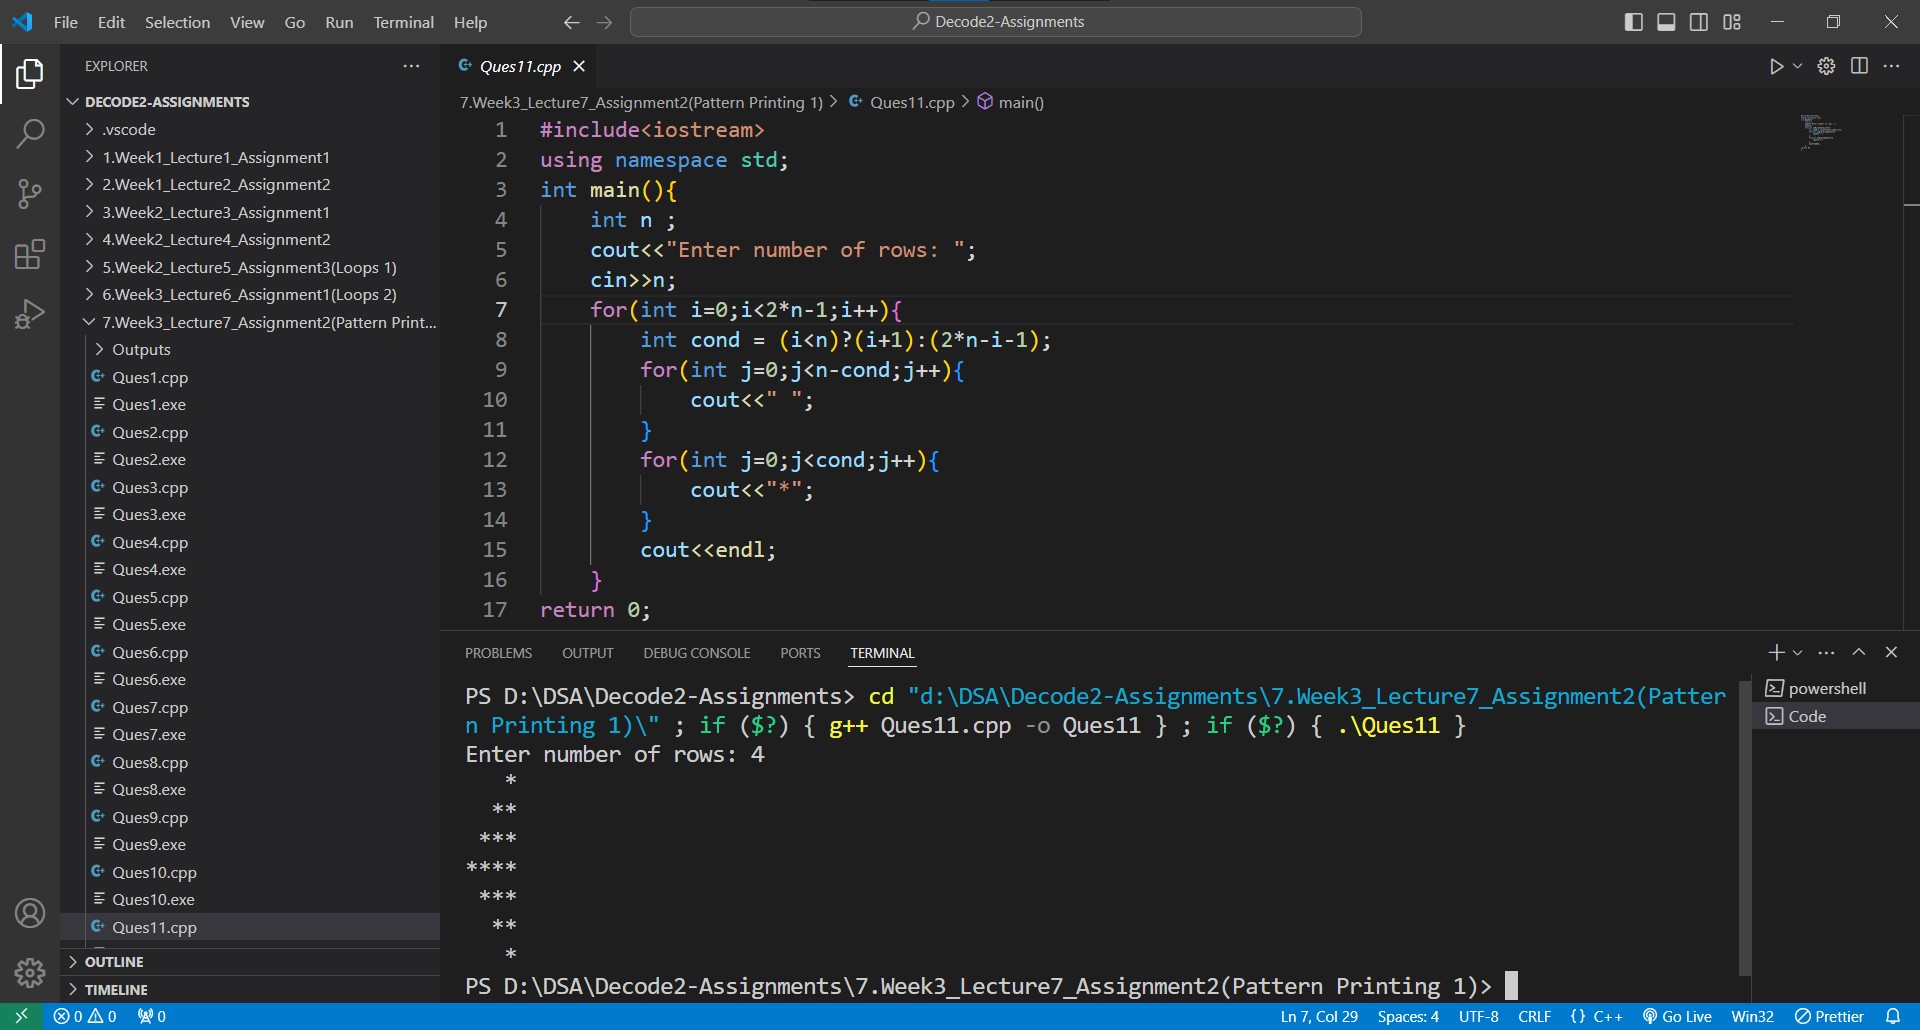 File Edit Selection View Go Run Terminal Help
Decode2-Assignments
EXPLORER
DECODE2-ASSIGNMENTS
.vscode
1.Week1_Lecture1_Assignment1
2.Week1_Lecture2_Assignment2
3.Week2_Lecture3_Assignment1
4.Week2_Lecture4_Assignment2
5.Week2_Lecture5_Assignment3(Loops 1)
6.Week3_Lecture6_Assignment1(Loops 2)
7.Week3_Lecture7_Assignment2(Pattern Print...
Outputs
Ques1.cpp
Ques1.exe
Ques2.cpp
Ques2.exe
Ques3.cpp
Ques3.exe
Ques4.cpp
Ques4.exe
Ques5.cpp
Ques5.exe
Ques6.cpp
Ques6.exe
Ques7.cpp
Ques7.exe
Ques8.cpp
Ques8.exe
Ques9.cpp
Ques9.exe
Ques10.cpp
Ques10.exe
Ques11.cpp
OUTLINE
TIMELINE
Ques11.cpp
7.Week3_Lecture7_Assignment2(Pattern Printing 1) > Ques11.cpp > main()
1 #include<iostream>
2 using namespace std;
3 int main(){
4     int n ;
5     cout<<"Enter number of rows: ";
6     cin>>n;
7     for(int i=0;i<2*n-1;i++){
8         int cond = (i<n)?(i+1):(2*n-i-1);
9         for(int j=0;j<n-cond;j++){
10             cout<<" ";
11         }
12         for(int j=0;j<cond;j++){
13             cout<<"*";
14         }
15         cout<<endl;
16     }
17 return 0;
PROBLEMS OUTPUT DEBUG CONSOLE PORTS TERMINAL
PS D:\DSA\Decode2-Assignments> cd "d:\DSA\Decode2-Assignments\7.Week3_Lecture7_Assignment2(Patter
n Printing 1)\" ; if ($?) { g++ Ques11.cpp -o Ques11 } ; if ($?) { .\Ques11 }
Enter number of rows: 4
   *
  **
 ***
****
 ***
  **
   *
PS D:\DSA\Decode2-Assignments\7.Week3_Lecture7_Assignment2(Pattern Printing 1)>
powershell
Code
0 0 0 Ln 7, Col 29 Spaces: 4 UTF-8 CRLF {} C++ Go Live Win32 Prettier